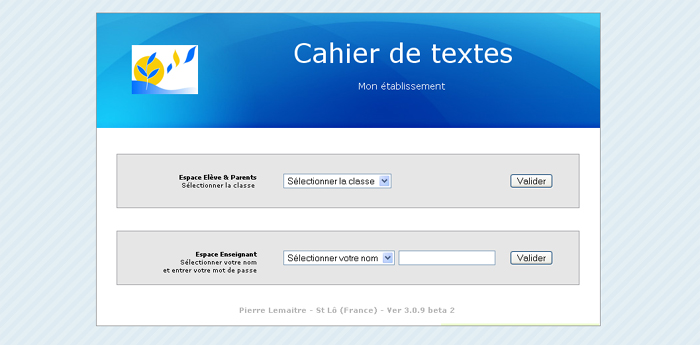 Cahier de textes
Mon établissement
Espace Elève & Parents
Sélectionner la classe
Sélectionner la classe
Valider
Espace Enseignant
Sélectionner votre nom
et entrer votre mot de passe
Sélectionner votre nom
Valider
Pierre Lemaitre - St Lô (France) - Ver 3.0.9 beta 2